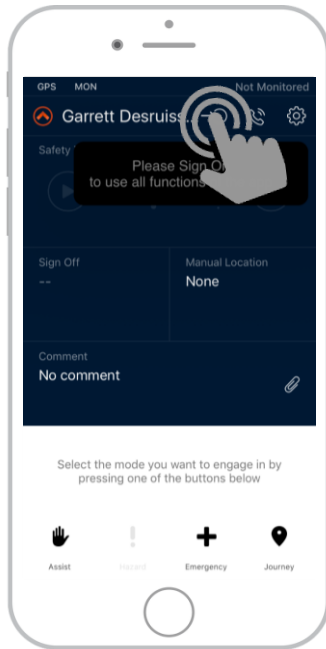 GPS MON Not Monitored
Garrett Desruiss...
Safety
Please Sign O
to use all functions
Sign Off
Manual Location
--
None
Comment
No comment
Select the mode you want to engage in by
pressing one of the buttons below
Assist
Hazard
Emergency
Journey